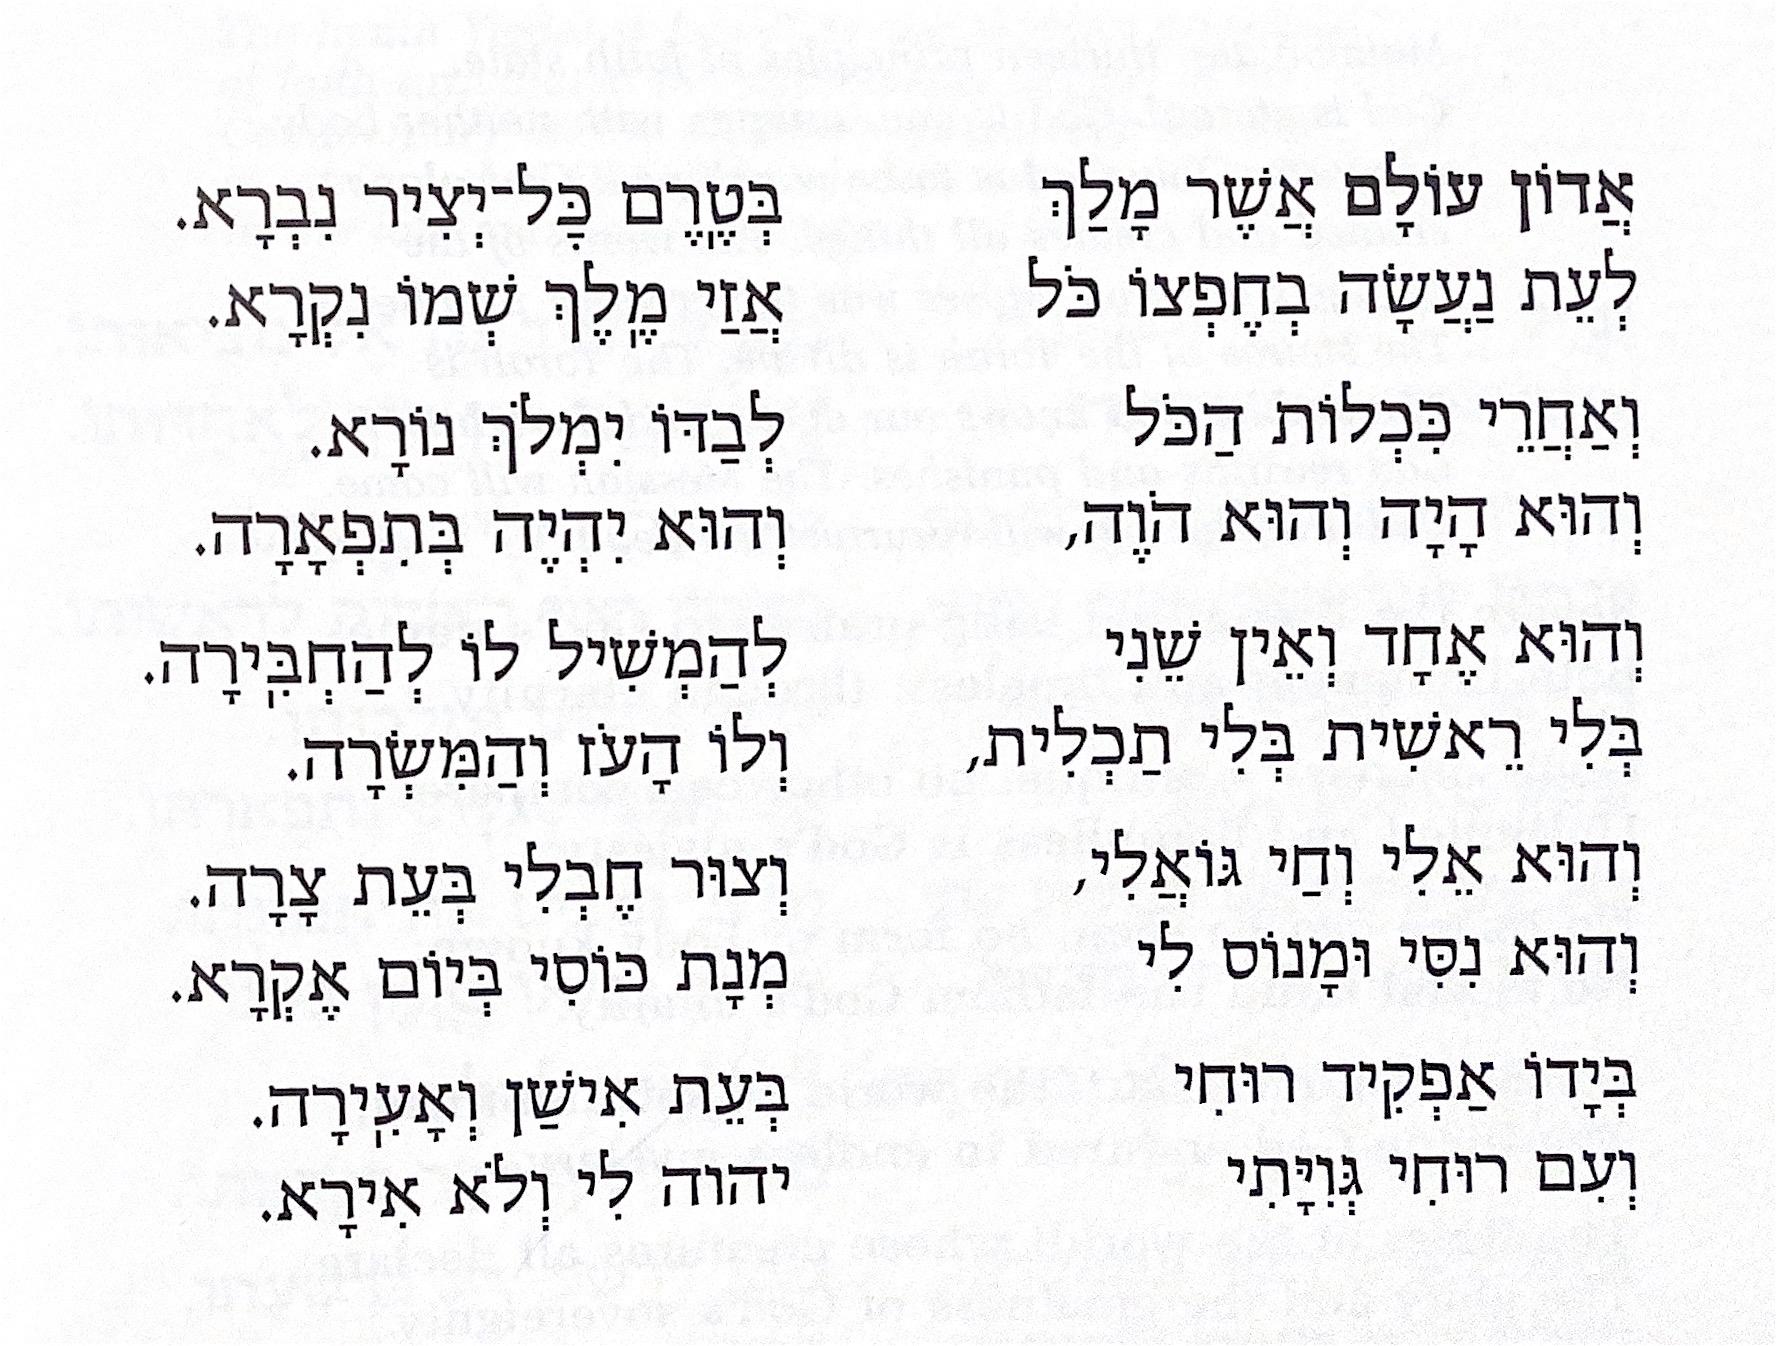 אֲדוֹן עוֹלָם אֲשֶׁר מָלַךְ בְּטֶֽרֶם כׇּל־יְצִיר נִבְרָא.
לְעֵת נַעֲשָׂה בְחֶפְצוֹ כֹּל אֲזַי מֶֽלֶךְ שְׁמוֹ נִקְרָא.
וְאַחֲרֵי כִּכְלוֹת הַכֹּל לְבַדּוֹ יִמְלֹךְ נוֹרָא.
וְהוּא הָיָה וְהוּא הֹוֶה, וְהוּא יִהְיֶה בְּתִפְאָרָה.
וְהוּא אֶחָד וְאֵין שֵׁנִי לְהַמְשִׁיל לוֹ לְהַחְבִּֽירָה.
בְּלִי רֵאשִׁית בְּלִי תַכְלִית, וְלוֹ הָעֹז וְהַמִּשְׂרָה.
וְהוּא אֵלִי וְחַי גּוֹאֲלִי, וְצוּר חֶבְלִי בְּעֵת צָרָה.
וְהוּא נִסִּי וּמָנוֹס לִי מְנָת כּוֹסִי בְּיוֹם אֶקְרָא.
בְּיָדוֹ אַפְקִיד רוּחִי בְּעֵת אִישַׁן וְאָעִֽירָה.
וְעִם רוּחִי גְּוִיָּתִי יהוה לִי וְלֹא אִירָא.